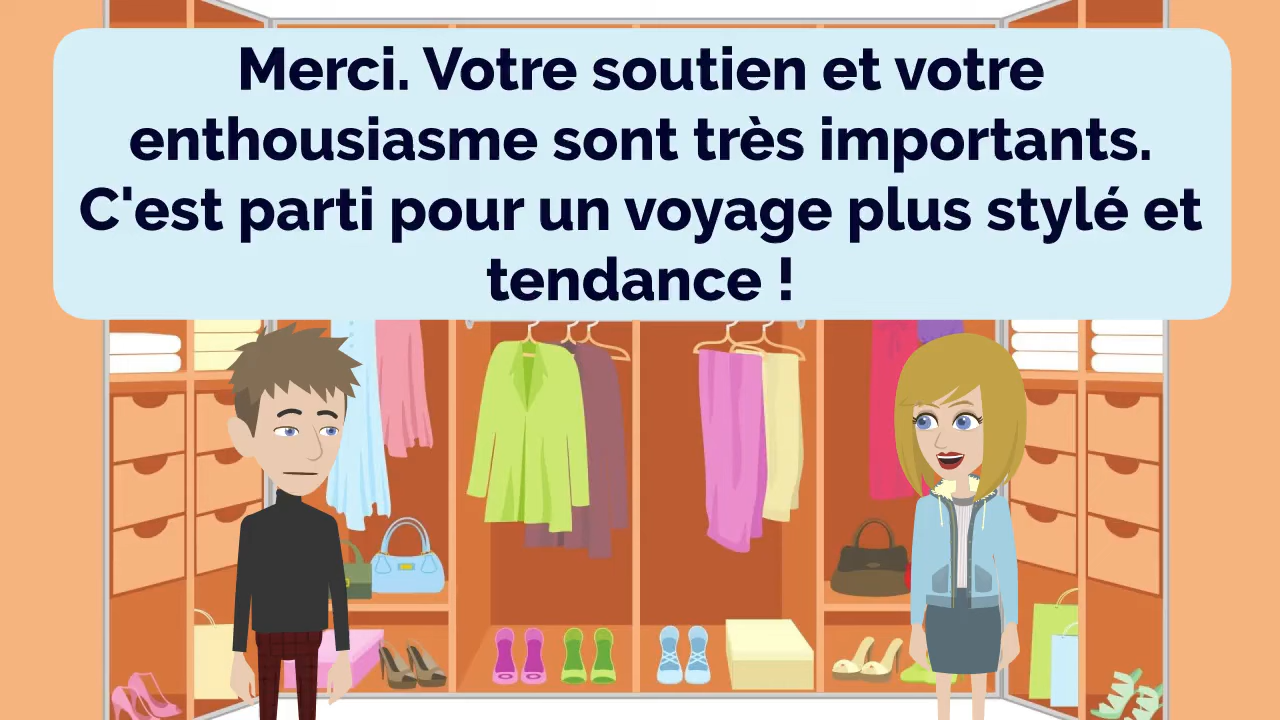 Merci. Votre soutien et votre
enthousiasme sont très importants.
C'est parti pour un voyage plus stylé et
tendance !